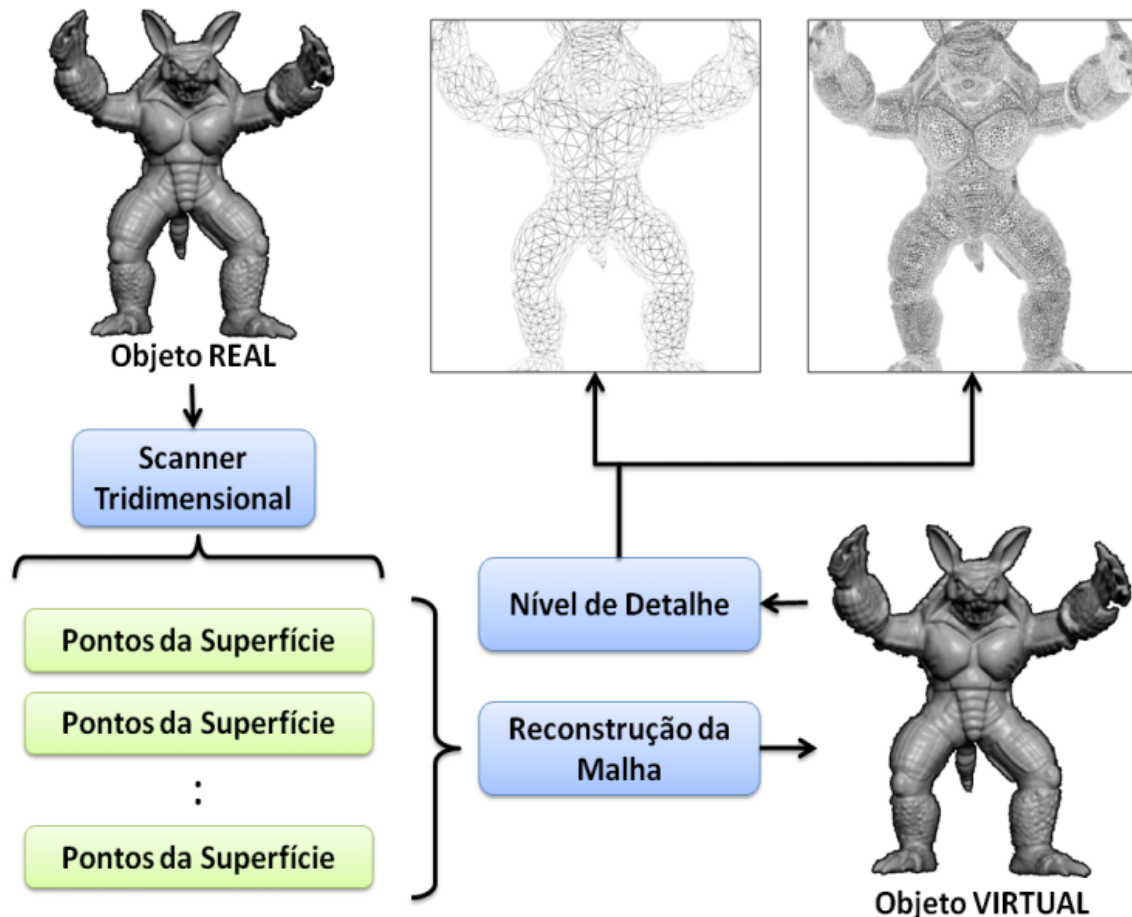 Objeto REAL
Scanner
Tridimensional
Pontos da Superfície
Pontos da Superfície
:
Pontos da Superfície
Nível de Detalhe
Reconstrução da
Malha
Objeto VIRTUAL